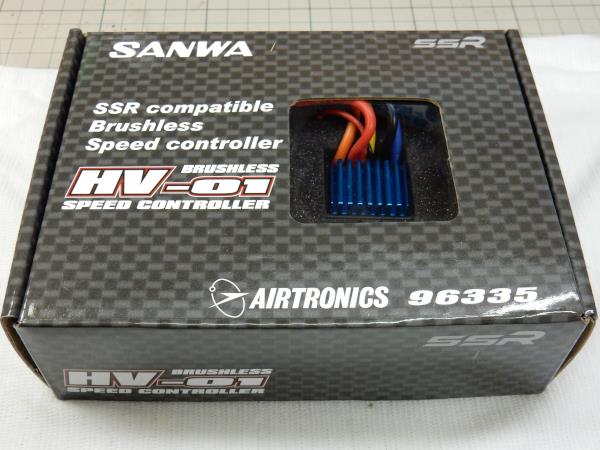 SANWA
SSR
SSR compatible
Brushless
Speed controller
BRUSHLESS
HV-01
SPEED CONTROLLER
AIRTRONICS 96335
SSR
BRUSHLESS
HV-01
SPEED CONTROLLER